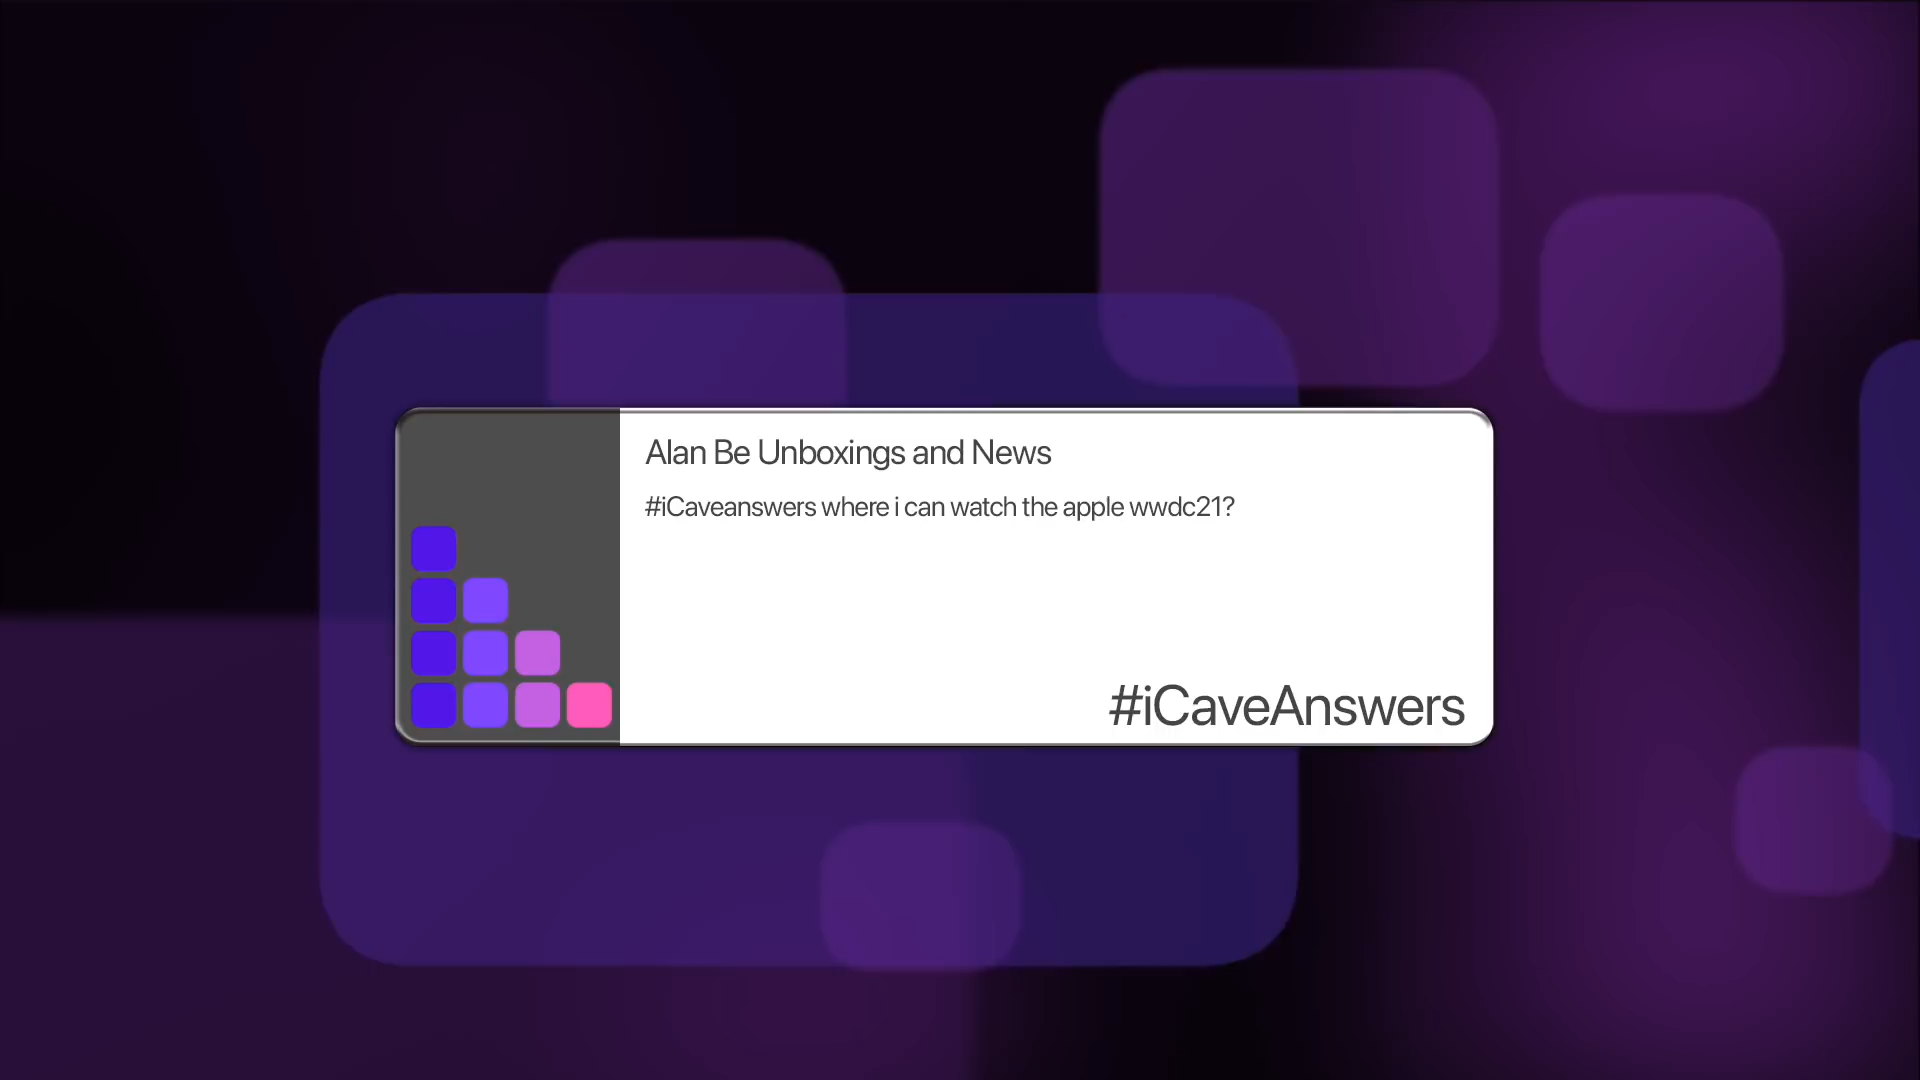 Alan Be Unboxings and News
#iCaveanswers where i can watch the apple wwdc21?
#iCaveAnswers